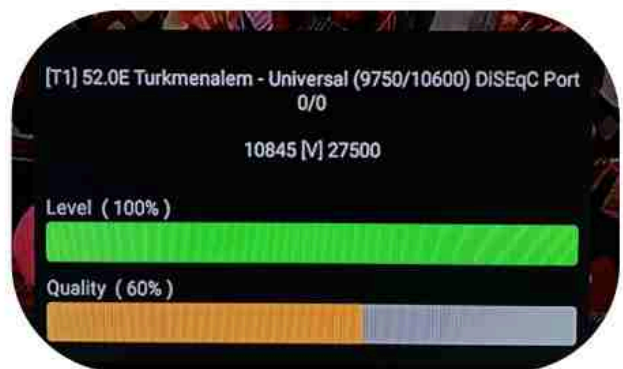 [T1] 52.0E Turkmenalem - Universal (9750/10600) DiSEqC Port
0/0
10845 [V] 27500
Level ( 100% )
Quality ( 60% )